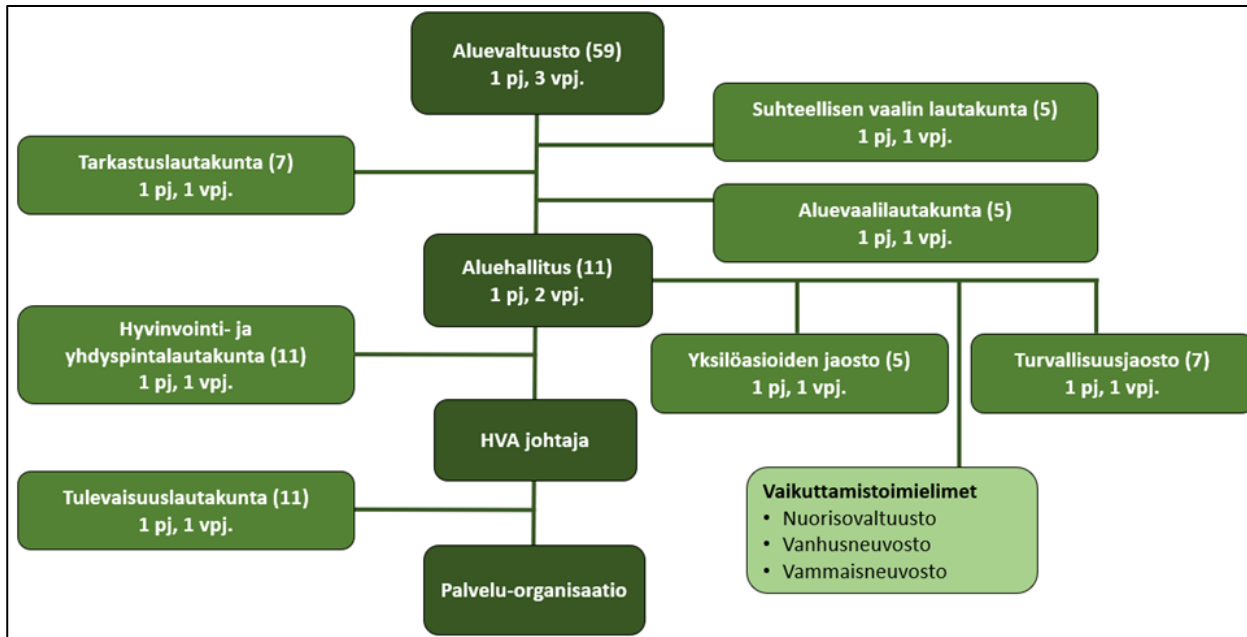 Aluevaltuusto (59)
1 pj, 3 vpj.
Suhteellisen vaalin lautakunta (5)
1 pj, 1 vpj.
Tarkastuslautakunta (7)
1 pj, 1 vpj.
Aluevaalilautakunta (5)
1 pj, 1 vpj.
Aluehallitus (11)
1 pj, 2 vpj.
Hyvinvointi- ja
yhdyspintalautakunta (11)
1 pj, 1 vpj.
Yksilöasioiden jaosto (5)
1 pj, 1 vpj.
Turvallisuusjaosto (7)
1 pj, 1 vpj.
HVA johtaja
Tulevaisuuslautakunta (11)
1 pj, 1 vpj.
Vaikuttamistoimielimet
• Nuorisovaltuusto
• Vanhusneuvosto
• Vammaisneuvosto
Palvelu-organisaatio